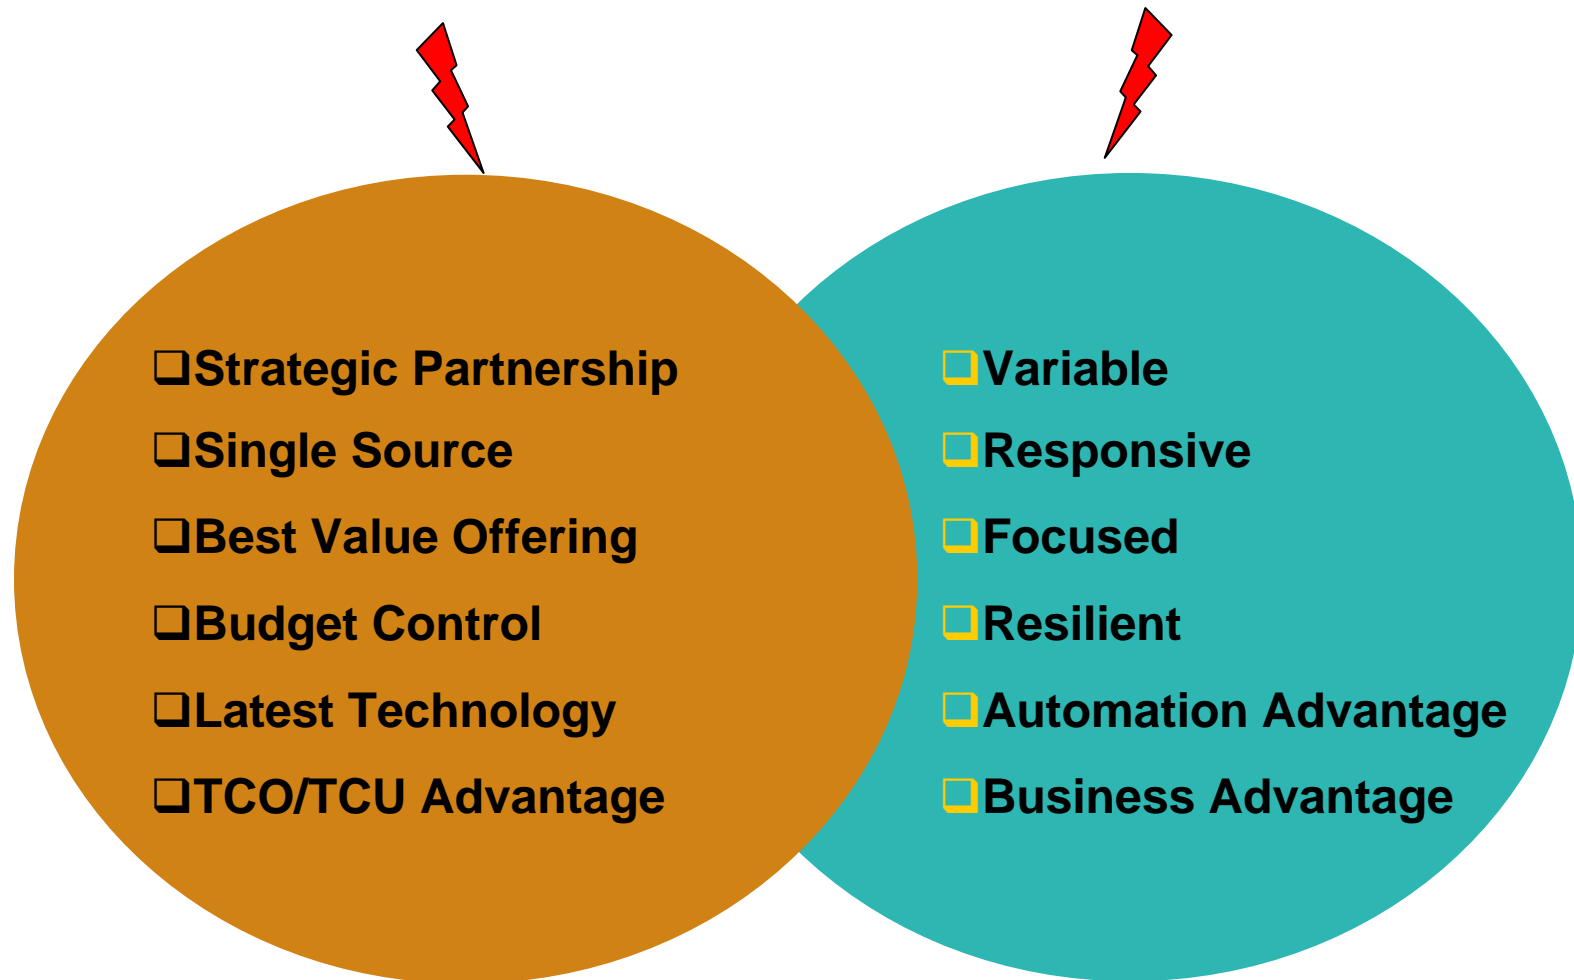 ❑Strategic Partnership
❑Single Source
❑Best Value Offering
❑Budget Control
❑Latest Technology
❑TCO/TCU Advantage
❑Variable
❑Responsive
❑Focused
❑Resilient
❑Automation Advantage
❑Business Advantage